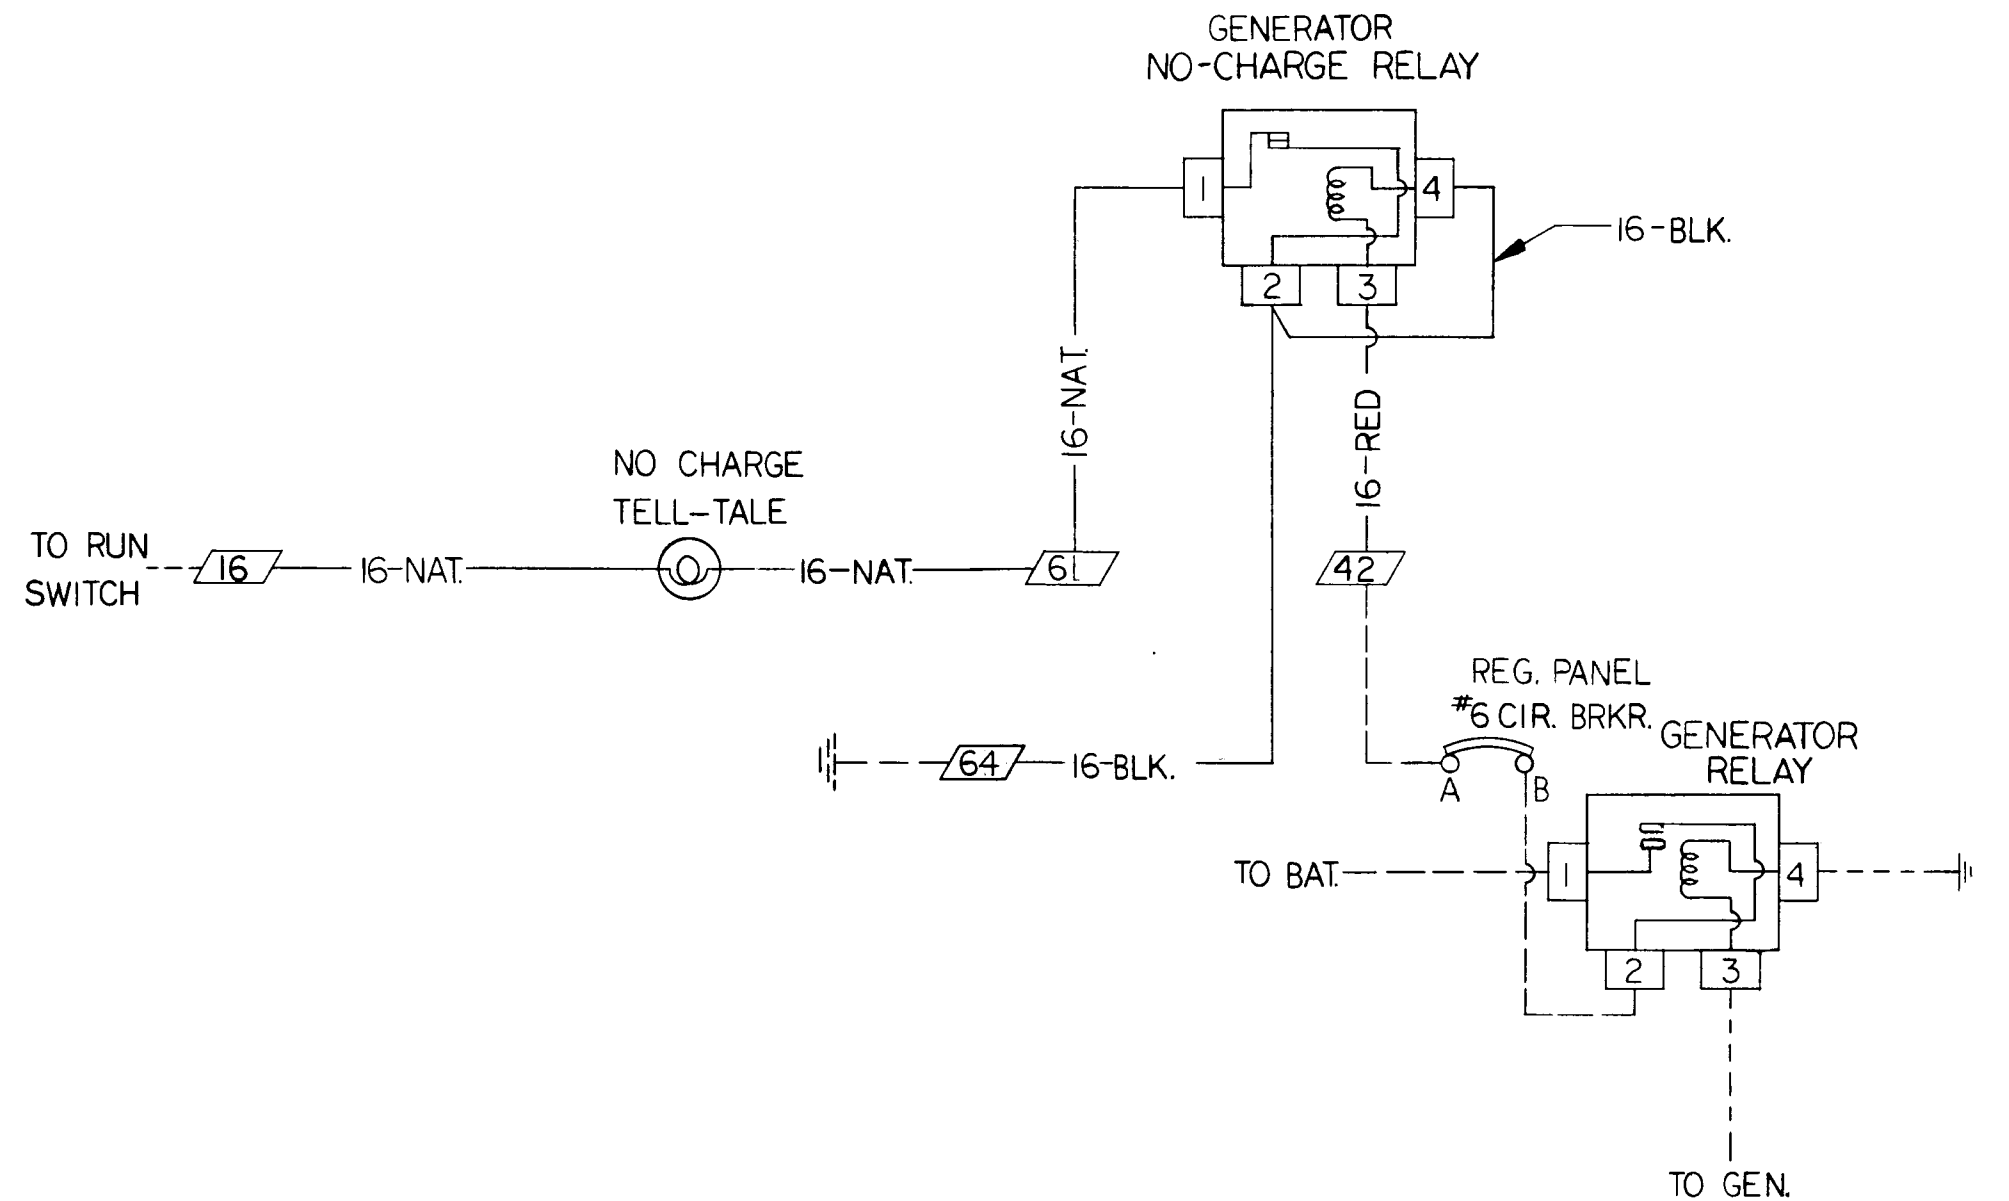 GENERATOR
NO-CHARGE RELAY
1
4
16-BLK.
2
3
16-NAT.
16-RED
NO CHARGE
TELL-TALE
TO RUN
SWITCH
16
16-NAT.
16-NAT.
61
42
REG. PANEL
#6 CIR. BRKR.
GENERATOR
RELAY
64
16-BLK.
A
B
TO BAT.
1
4
2
3
TO GEN.